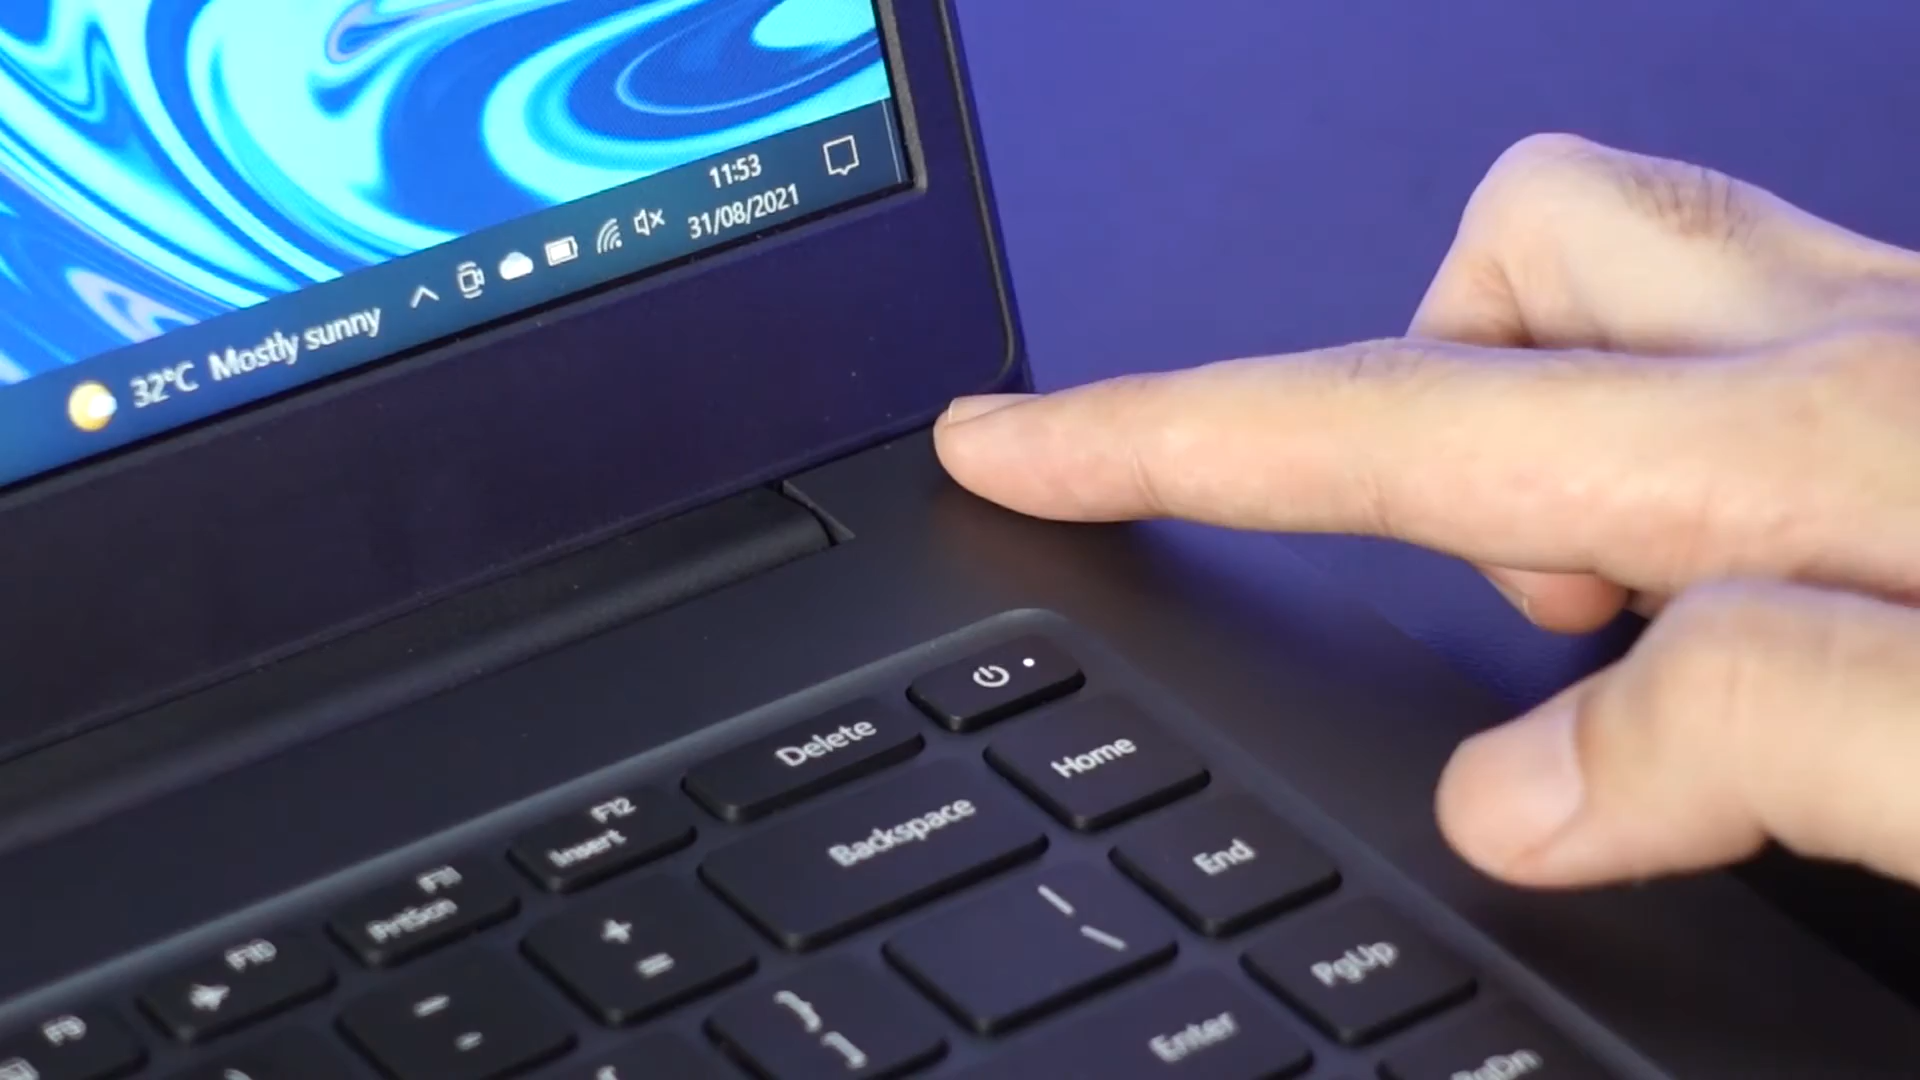 11:53
31/08/2021
32°C Mostly sunny
Delete
Home
F12
Insert
Backspace
End
F11
PrtScn
+
=
|
\
PgUp
F10
-
}
]
Enter
F9
PgDn